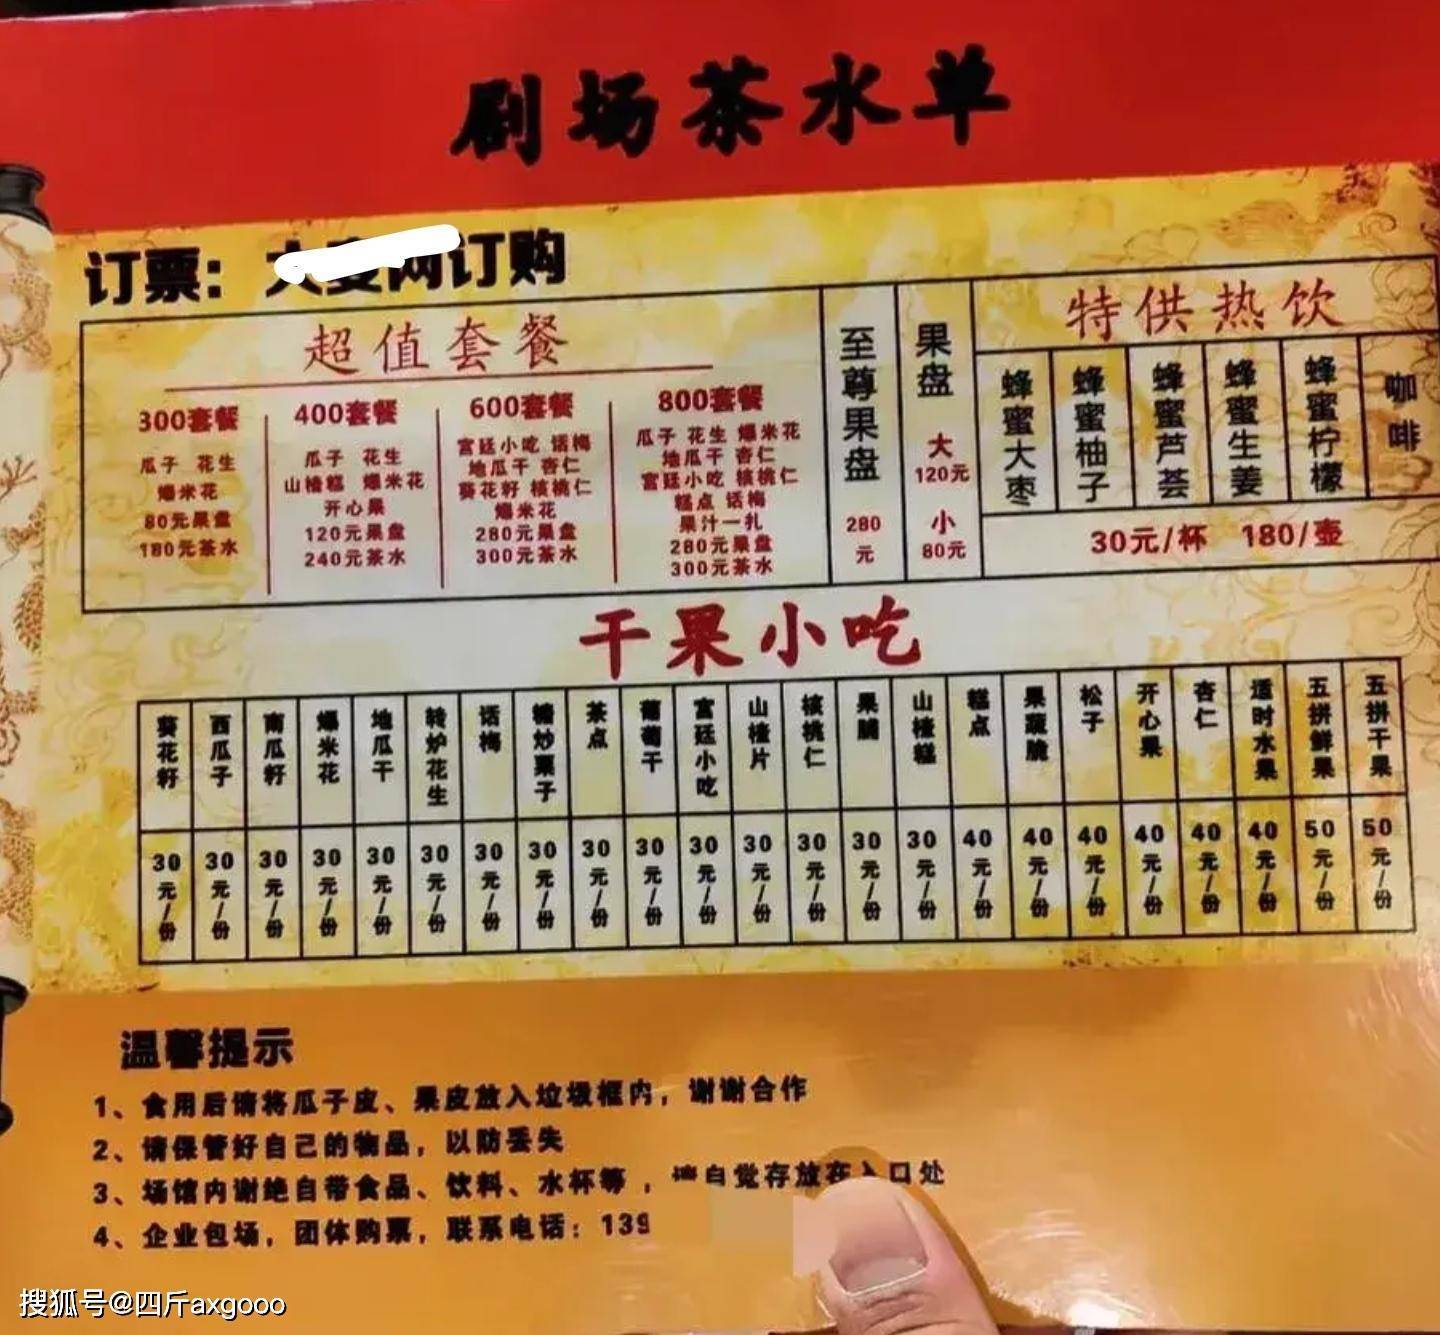 剧场茶水单
订票：大麦网订购
超值套餐
300套餐
瓜子 花生
爆米花
80元果盘
180元茶水
400套餐
瓜子 花生
山楂糕 爆米花
开心果
120元果盘
240元茶水
600套餐
宫廷小吃 话梅
地瓜干 杏仁
葵花籽 核桃仁
爆米花
280元果盘
300元茶水
800套餐
瓜子 花生 爆米花
地瓜干 杏仁
宫廷小吃 核桃仁
糕点 话梅
果汁一扎
280元果盘
300元茶水
至尊果盘
280
元
果盘
大
120元
小
80元
特供热饮
蜂蜜大枣
蜂蜜柚子
蜂蜜芦荟
蜂蜜生姜
蜂蜜柠檬
咖啡
30元/杯 180/壶
干果小吃
葵花籽 30元/份
西瓜子 30元/份
南瓜籽 30元/份
爆米花 30元/份
地瓜干 30元/份
转炉花生 30元/份
话梅 30元/份
糖炒栗子 30元/份
茶点 30元/份
葡萄干 30元/份
宫廷小吃 30元/份
山楂片 30元/份
核桃仁 30元/份
果脯 30元/份
山楂糕 30元/份
糕点 40元/份
果蔬脆 40元/份
松子 40元/份
开心果 40元/份
杏仁 40元/份
适时水果 40元/份
五拼鲜果 50元/份
五拼干果 50元/份
温馨提示
1、食用后请将瓜子皮、果皮放入垃圾框内，谢谢合作
2、请保管好自己的物品，以防丢失
3、场馆内谢绝自带食品、饮料、水杯等，请自觉存放在入口处
4、企业包场，团体购票，联系电话：139
搜狐号@四斤axgooo